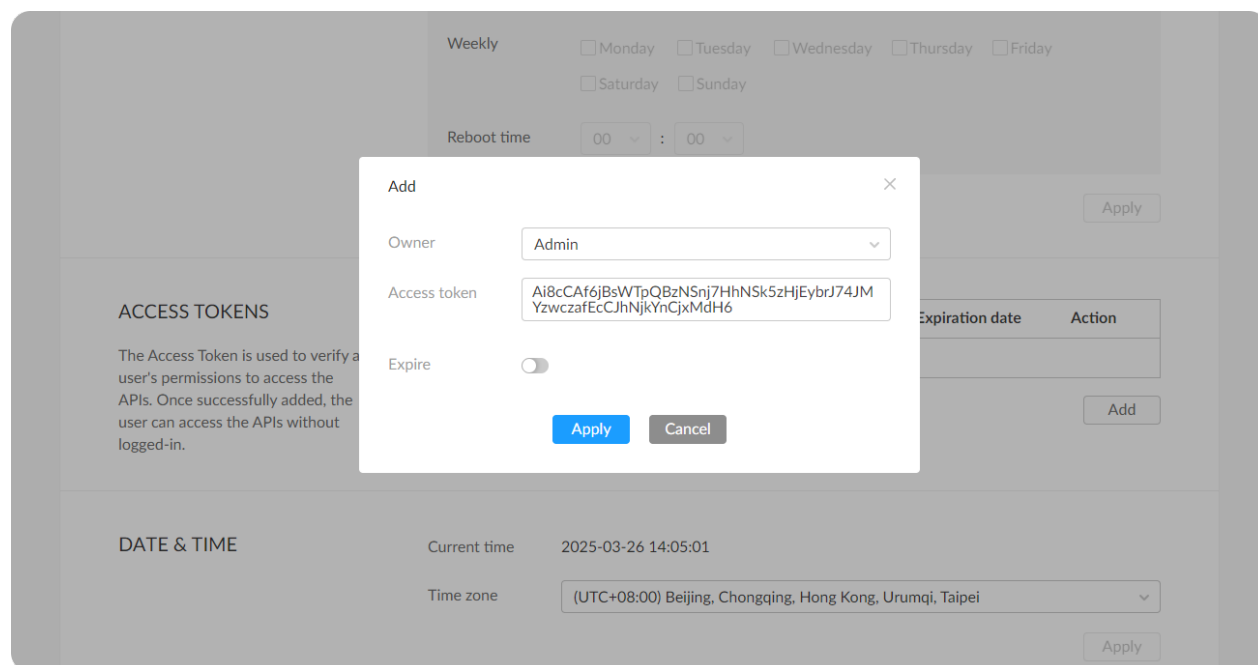 Weekly
Monday Tuesday Wednesday Thursday Friday
Saturday Sunday
Reboot time 00 : 00
Apply
Add
Owner Admin
Access token Ai8cCAf6jBsWTpQBzNSnj7HhNSk5zHjEybrJ74JM
YzwczafEcCJhNjkYnCjxMdH6
Expire
Apply Cancel
ACCESS TOKENS
The Access Token is used to verify a
user's permissions to access the
APIs. Once successfully added, the
user can access the APIs without
logged-in.
Expiration date Action
Add
DATE & TIME
Current time 2025-03-26 14:05:01
Time zone (UTC+08:00) Beijing, Chongqing, Hong Kong, Urumqi, Taipei
Apply